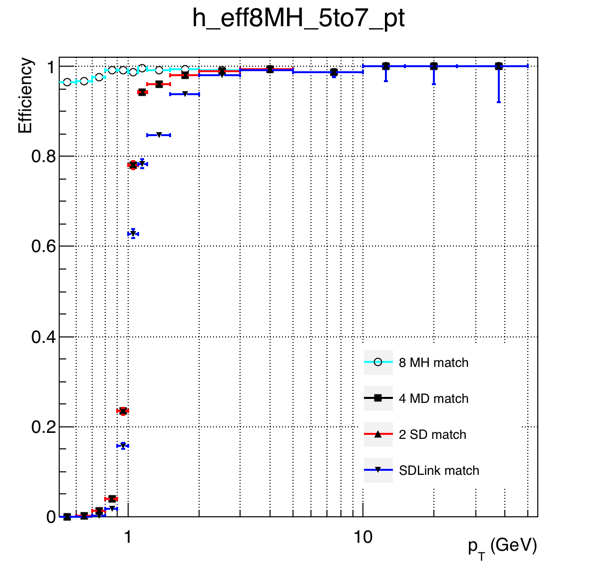 h_eff8MH_5to7_pt
Efficiency
1
0.8
0.6
0.4
0.2
0
8 MH match
4 MD match
2 SD match
SDLink match
1
10
p_T (GeV)